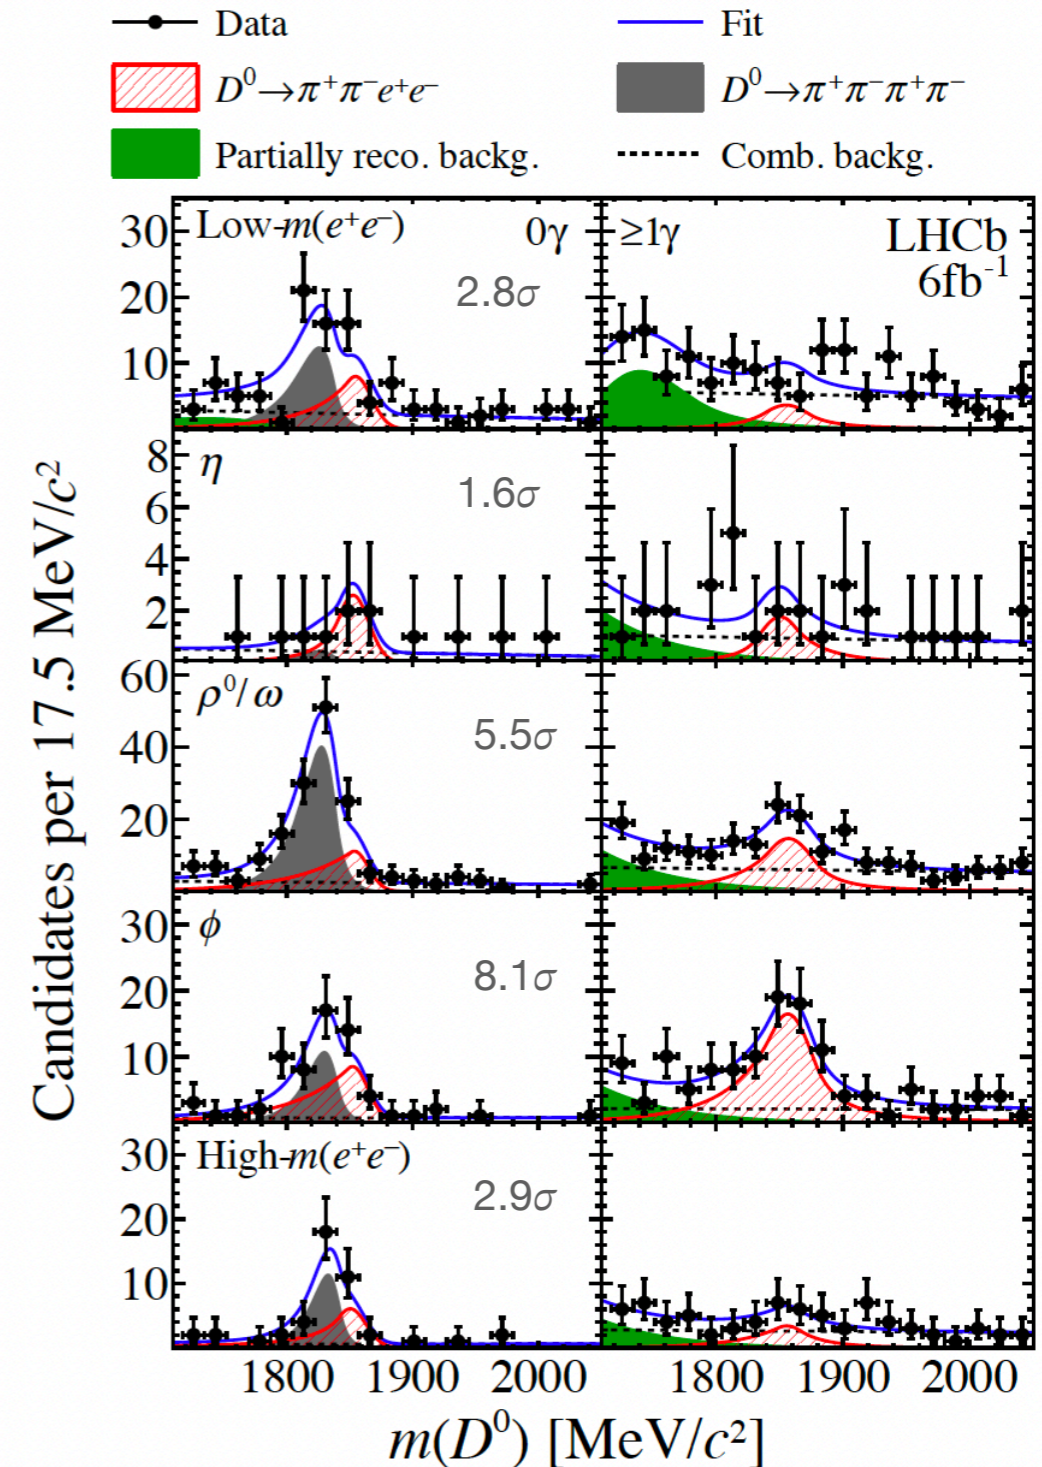 Data Fit
D⁰→π⁺π⁻e⁺e⁻ D⁰→π⁺π⁻π⁺π⁻
Partially reco. backg. Comb. backg.
Low-m(e⁺e⁻) 0γ ≥1γ LHCb
6fb⁻¹
2.8σ
30
20
10
η
1.6σ
8
6
4
2
ρ⁰/ω
5.5σ
60
40
20
ϕ
8.1σ
30
20
10
High-m(e⁺e⁻)
2.9σ
30
20
10
1800 1900 2000 1800 1900 2000
m(D⁰) [MeV/c²]
Candidates per 17.5 MeV/c²